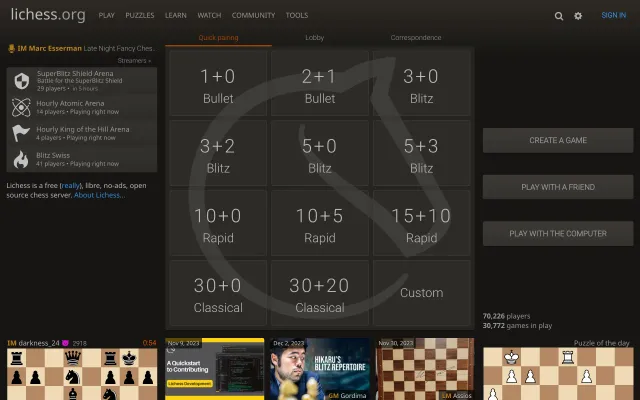 lichess.org PLAY PUZZLES LEARN WATCH COMMUNITY TOOLS SIGN IN
IM Marc Esserman Late Night Fancy Ches
Streamers »
SuperBlitz Shield Arena
Battle for the SuperBlitz Shield
29 players • in 5 hours
Hourly Atomic Arena
14 players • Playing right now
Hourly King of the Hill Arena
4 players • Playing right now
Blitz Swiss
41 players • Playing right now
Lichess is a free (really), libre, no-ads, open
source chess server. About Lichess...
Quick pairing Lobby Correspondence
1+0
Bullet
2+1
Bullet
3+0
Blitz
3+2
Blitz
5+0
Blitz
5+3
Blitz
10+0
Rapid
10+5
Rapid
15+10
Rapid
30+0
Classical
30+20
Classical
Custom
CREATE A GAME
PLAY WITH A FRIEND
PLAY WITH THE COMPUTER
70,226 players
30,772 games in play
IM darkness_24 2918 0:54
Nov 9, 2023
A Quickstart
to Contributing
Lichess Development
Dec 2, 2023
HIKARU'S
BLITZ REPERTOIRE
GM Gordima
Nov 30, 2023
LM Assios
Puzzle of the day